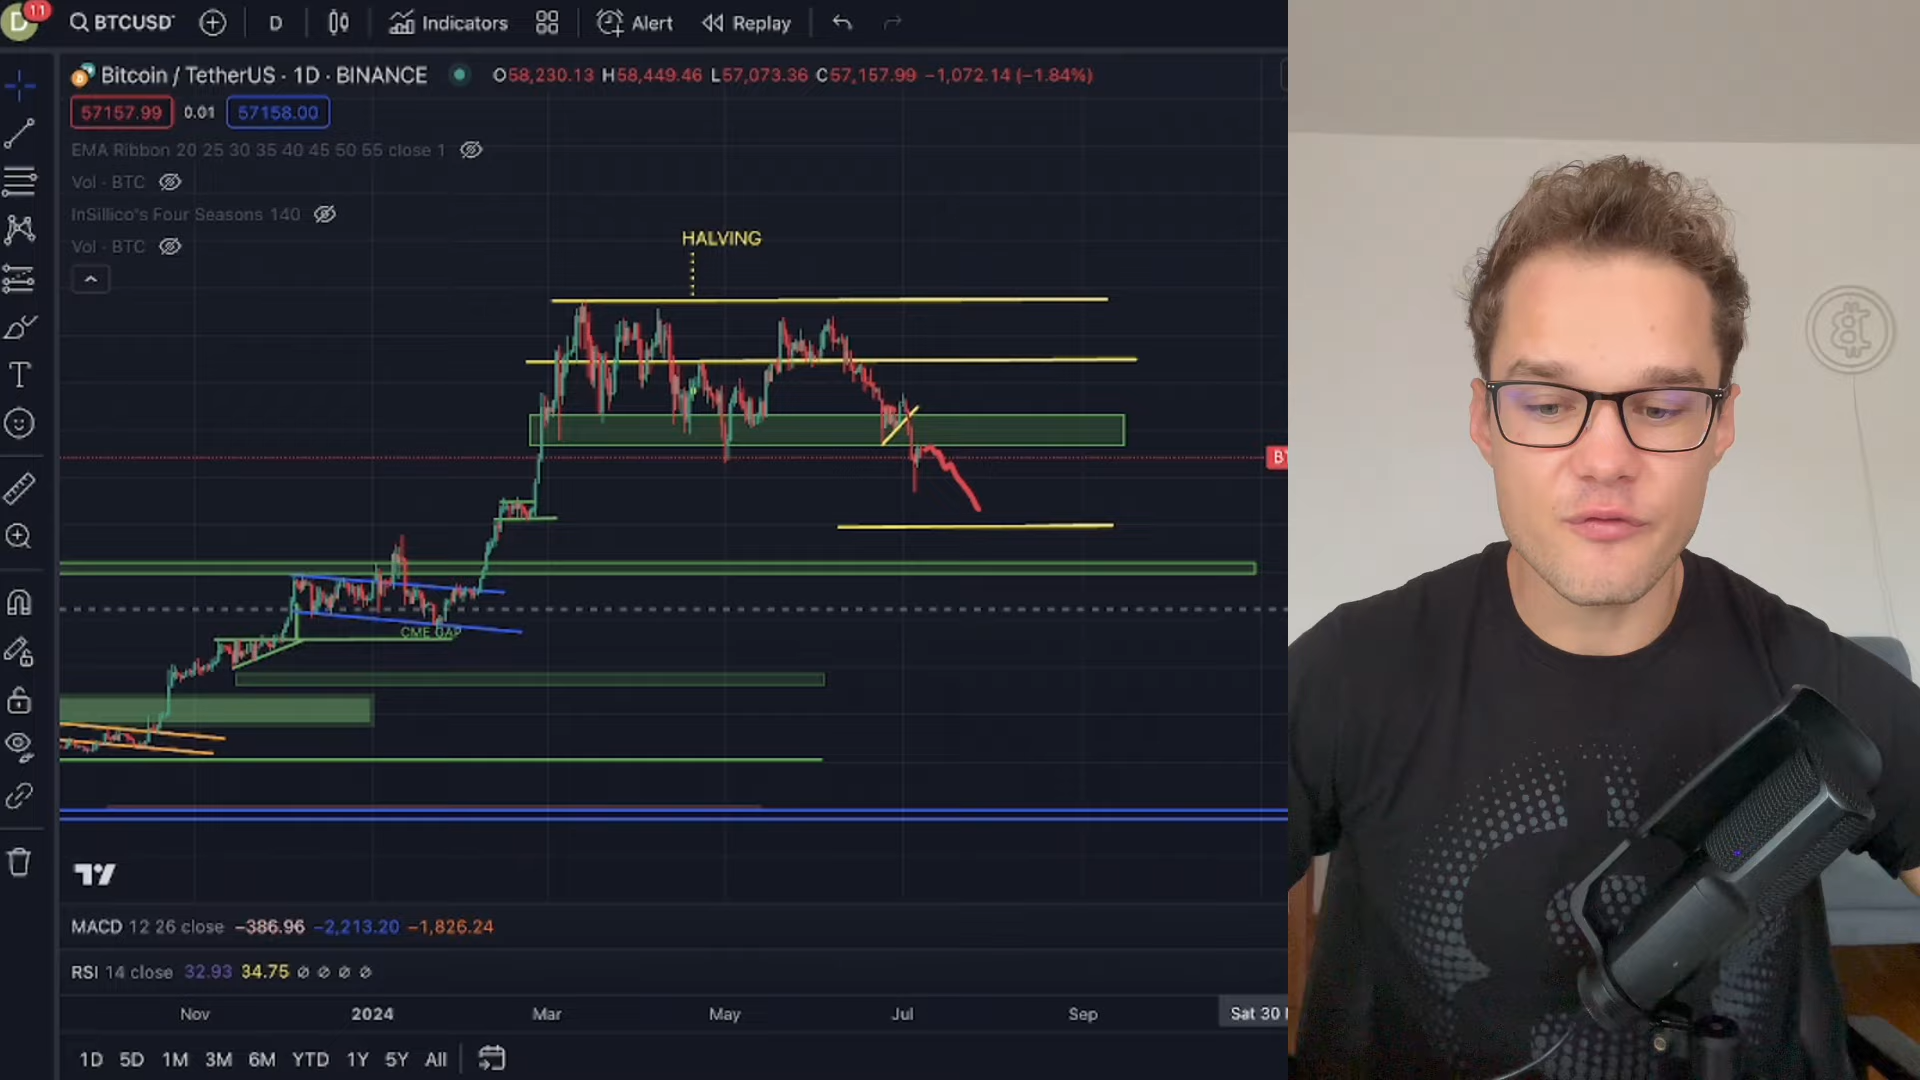 D 11 BTCUSD D Indicators Alert Replay
Bitcoin / TetherUS · 1D · BINANCE O58,230.13 H58,449.46 L57,073.36 C57,157.99 −1,072.14 (−1.84%)
57157.99 0.01 57158.00
EMA Ribbon 20 25 30 35 40 45 50 55 close 1
Vol · BTC
InSillico's Four Seasons 140
Vol · BTC
HALVING
CME GAP
MACD 12 26 close −386.96 −2,213.20 −1,826.24
RSI 14 close 32.93 34.75 ∅ ∅ ∅ ∅
Nov 2024 Mar May Jul Sep Sat 30
1D 5D 1M 3M 6M YTD 1Y 5Y All